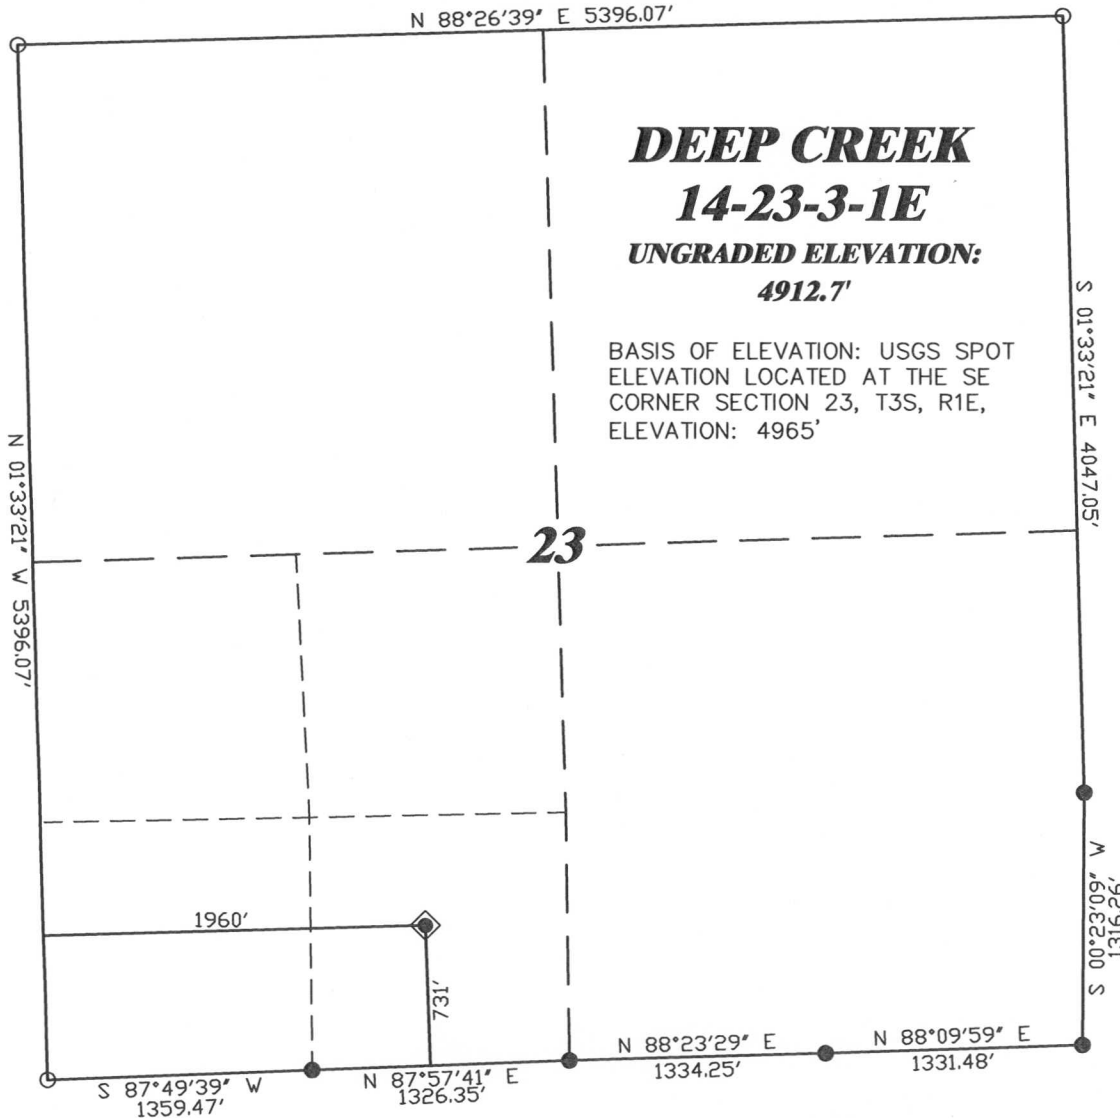 N 88°26'39" E 5396.07'
DEEP CREEK
14-23-3-1E
UNGRADED ELEVATION:
4912.7'
BASIS OF ELEVATION: USGS SPOT
ELEVATION LOCATED AT THE SE
CORNER SECTION 23, T3S, R1E,
ELEVATION: 4965'
S 01°33'21" E 4047.05'
N 01°33'21" W 5396.07'
23
1960'
731'
S 00°32'09" W
1316.26'
S 87°49'39" W
1359.47'
N 87°57'41" E
1326.35'
N 88°23'29" E
1334.25'
N 88°09'59" E
1331.48'